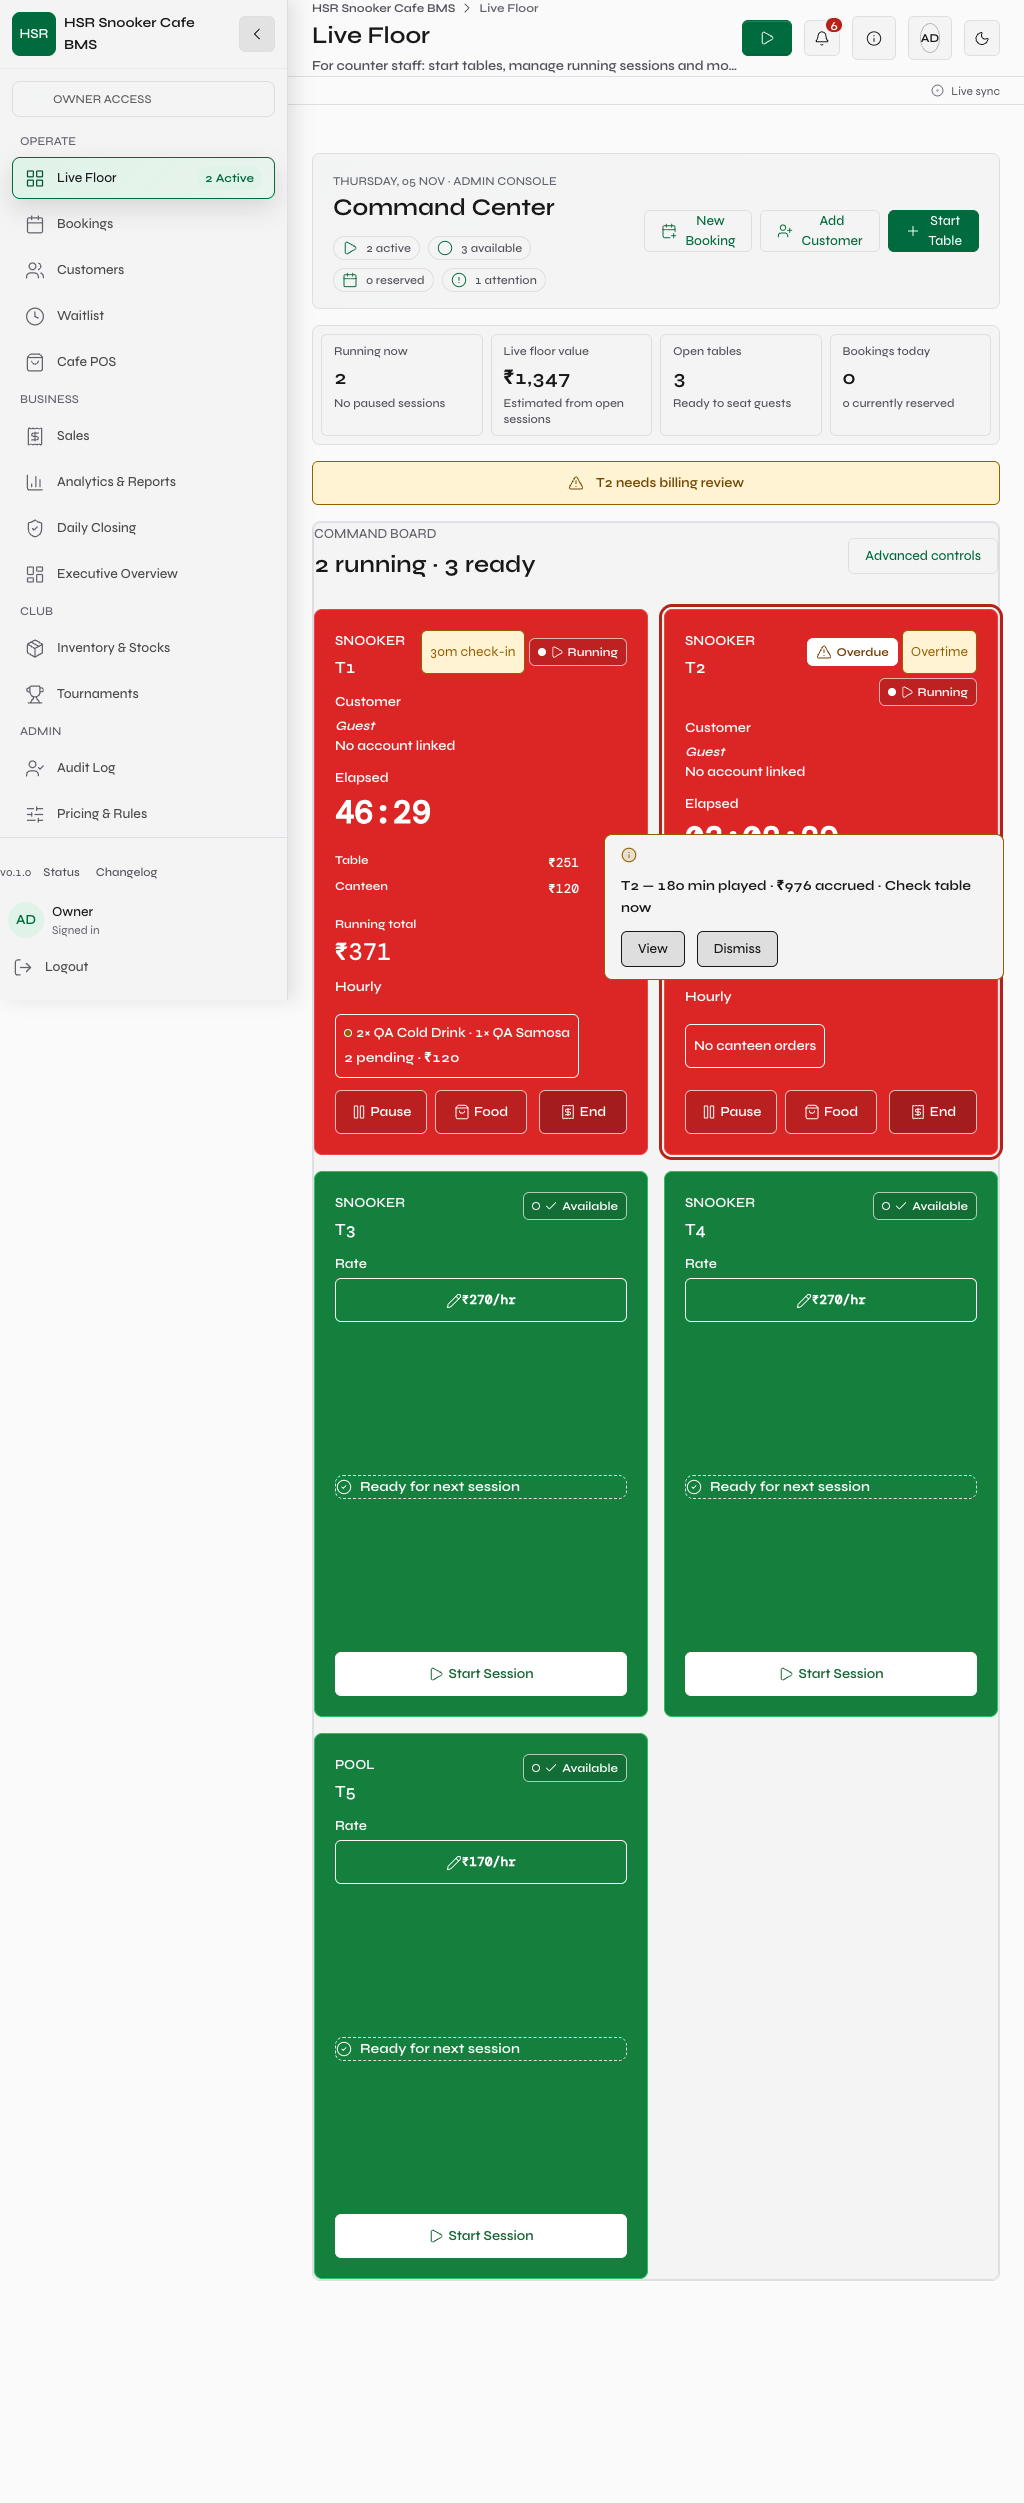 HSR
HSR Snooker Cafe
BMS
OWNER ACCESS
OPERATE
Live Floor
2 Active
Bookings
Customers
Waitlist
Cafe POS
BUSINESS
Sales
Analytics & Reports
Daily Closing
Executive Overview
CLUB
Inventory & Stocks
Tournaments
ADMIN
Audit Log
Pricing & Rules
v0.1.0 Status Changelog
AD
Owner
Signed in
Logout
HSR Snooker Cafe BMS > Live Floor
Live Floor
For counter staff: start tables, manage running sessions and mo...
6
AD
Live sync
THURSDAY, 05 NOV · ADMIN CONSOLE
Command Center
2 active
3 available
0 reserved
1 attention
New
Booking
Add
Customer
Start
Table
Running now
2
No paused sessions
Live floor value
₹1,347
Estimated from open
sessions
Open tables
3
Ready to seat guests
Bookings today
0
0 currently reserved
T2 needs billing review
COMMAND BOARD
2 running · 3 ready
Advanced controls
SNOOKER
T1
30m check-in
Running
Customer
Guest
No account linked
Elapsed
46:29
Table ₹251
Canteen ₹120
Running total
₹371
Hourly
2× QA Cold Drink · 1× QA Samosa
2 pending · ₹120
Pause
Food
End
SNOOKER
T2
Overdue
Overtime
Running
Customer
Guest
No account linked
Elapsed
T2 — 180 min played · ₹976 accrued · Check table
now
View
Dismiss
Hourly
No canteen orders
Pause
Food
End
SNOOKER
T3
Available
Rate
₹270/hr
Ready for next session
Start Session
SNOOKER
T4
Available
Rate
₹270/hr
Ready for next session
Start Session
POOL
T5
Available
Rate
₹170/hr
Ready for next session
Start Session